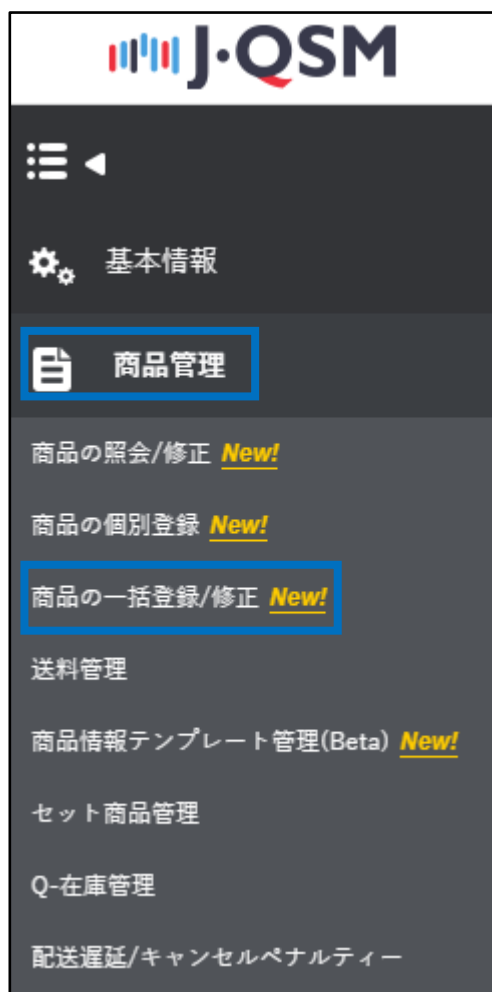 J・QSM
基本情報
商品管理
商品の照会/修正 New!
商品の個別登録 New!
商品の一括登録/修正 New!
送料管理
商品情報テンプレート管理(Beta) New!
セット商品管理
Q-在庫管理
配送遅延/キャンセルペナルティー